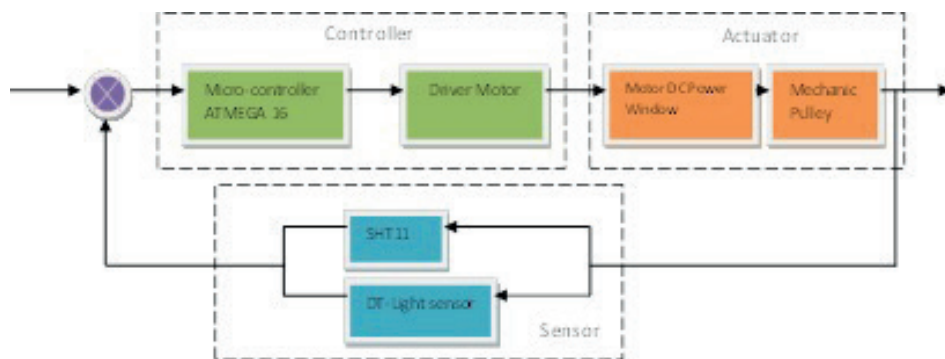 Controller
Actuator
Micro-controller
ATMEGA 16
Driver Motor
Motor DC Power
Window
Mechanic
Pulley
SHT 11
DT- Light sensor
Sensor